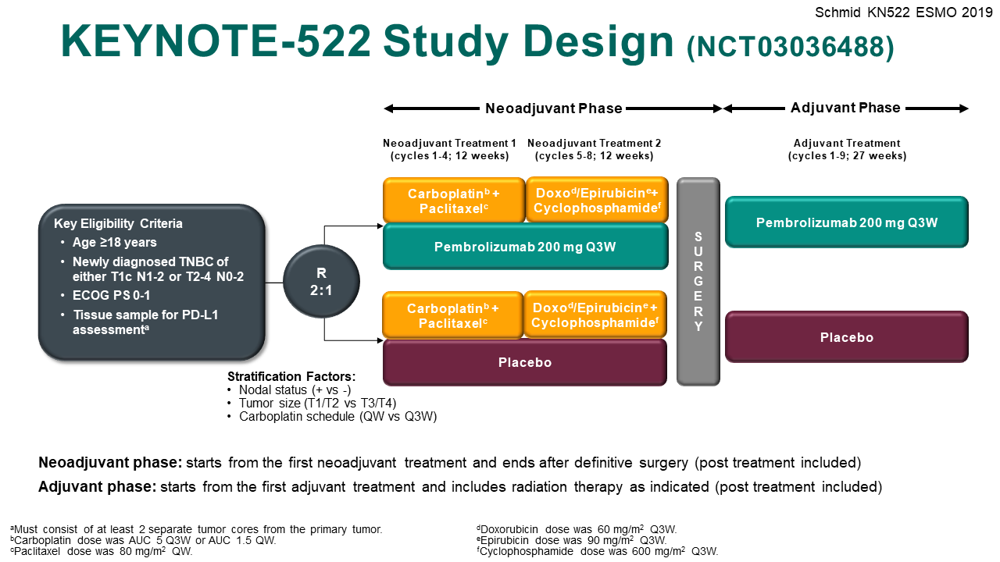 Schmid KN522 ESMO 2019
KEYNOTE-522 Study Design (NCT03036488)
Neoadjuvant Phase
Adjuvant Phase
Neoadjuvant Treatment 1
(cycles 1-4; 12 weeks)
Neoadjuvant Treatment 2
(cycles 5-8; 12 weeks)
Adjuvant Treatment
(cycles 1-9; 27 weeks)
Key Eligibility Criteria
• Age ≥18 years
• Newly diagnosed TNBC of
either T1c N1-2 or T2-4 N0-2
• ECOG PS 0-1
• Tissue sample for PD-L1
assessmentᵃ
R
2:1
Carboplatinᵇ +
Paclitaxelᶜ
Doxoᵈ/Epirubicinᵉ+
Cyclophosphamideᶠ
Pembrolizumab 200 mg Q3W
Carboplatinᵇ +
Paclitaxelᶜ
Doxoᵈ/Epirubicinᵉ +
Cyclophosphamideᶠ
Placebo
S
U
R
G
E
R
Y
Pembrolizumab 200 mg Q3W
Placebo
Stratification Factors:
• Nodal status (+ vs -)
• Tumor size (T1/T2 vs T3/T4)
• Carboplatin schedule (QW vs Q3W)
Neoadjuvant phase: starts from the first neoadjuvant treatment and ends after definitive surgery (post treatment included)
Adjuvant phase: starts from the first adjuvant treatment and includes radiation therapy as indicated (post treatment included)
ᵃMust consist of at least 2 separate tumor cores from the primary tumor.
ᵇCarboplatin dose was AUC 5 Q3W or AUC 1.5 QW.
ᶜPaclitaxel dose was 80 mg/m² QW.
ᵈDoxorubicin dose was 60 mg/m² Q3W.
ᵉEpirubicin dose was 90 mg/m² Q3W.
ᶠCyclophosphamide dose was 600 mg/m² Q3W.